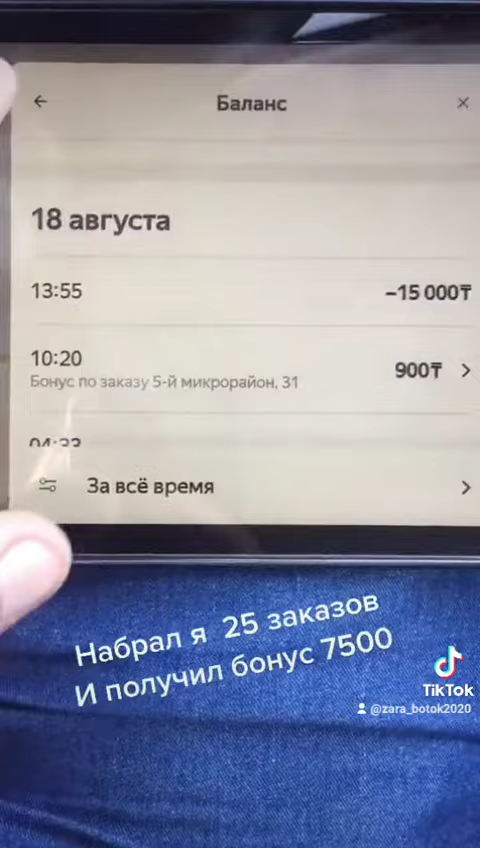 Баланс
18 августа
13:55 −15 000₸
10:20 900₸
Бонус по заказу 5-й микрорайон, 31
За всё время
Набрал я 25 заказов
И получил бонус 7500
TikTok
@zara_botok2020